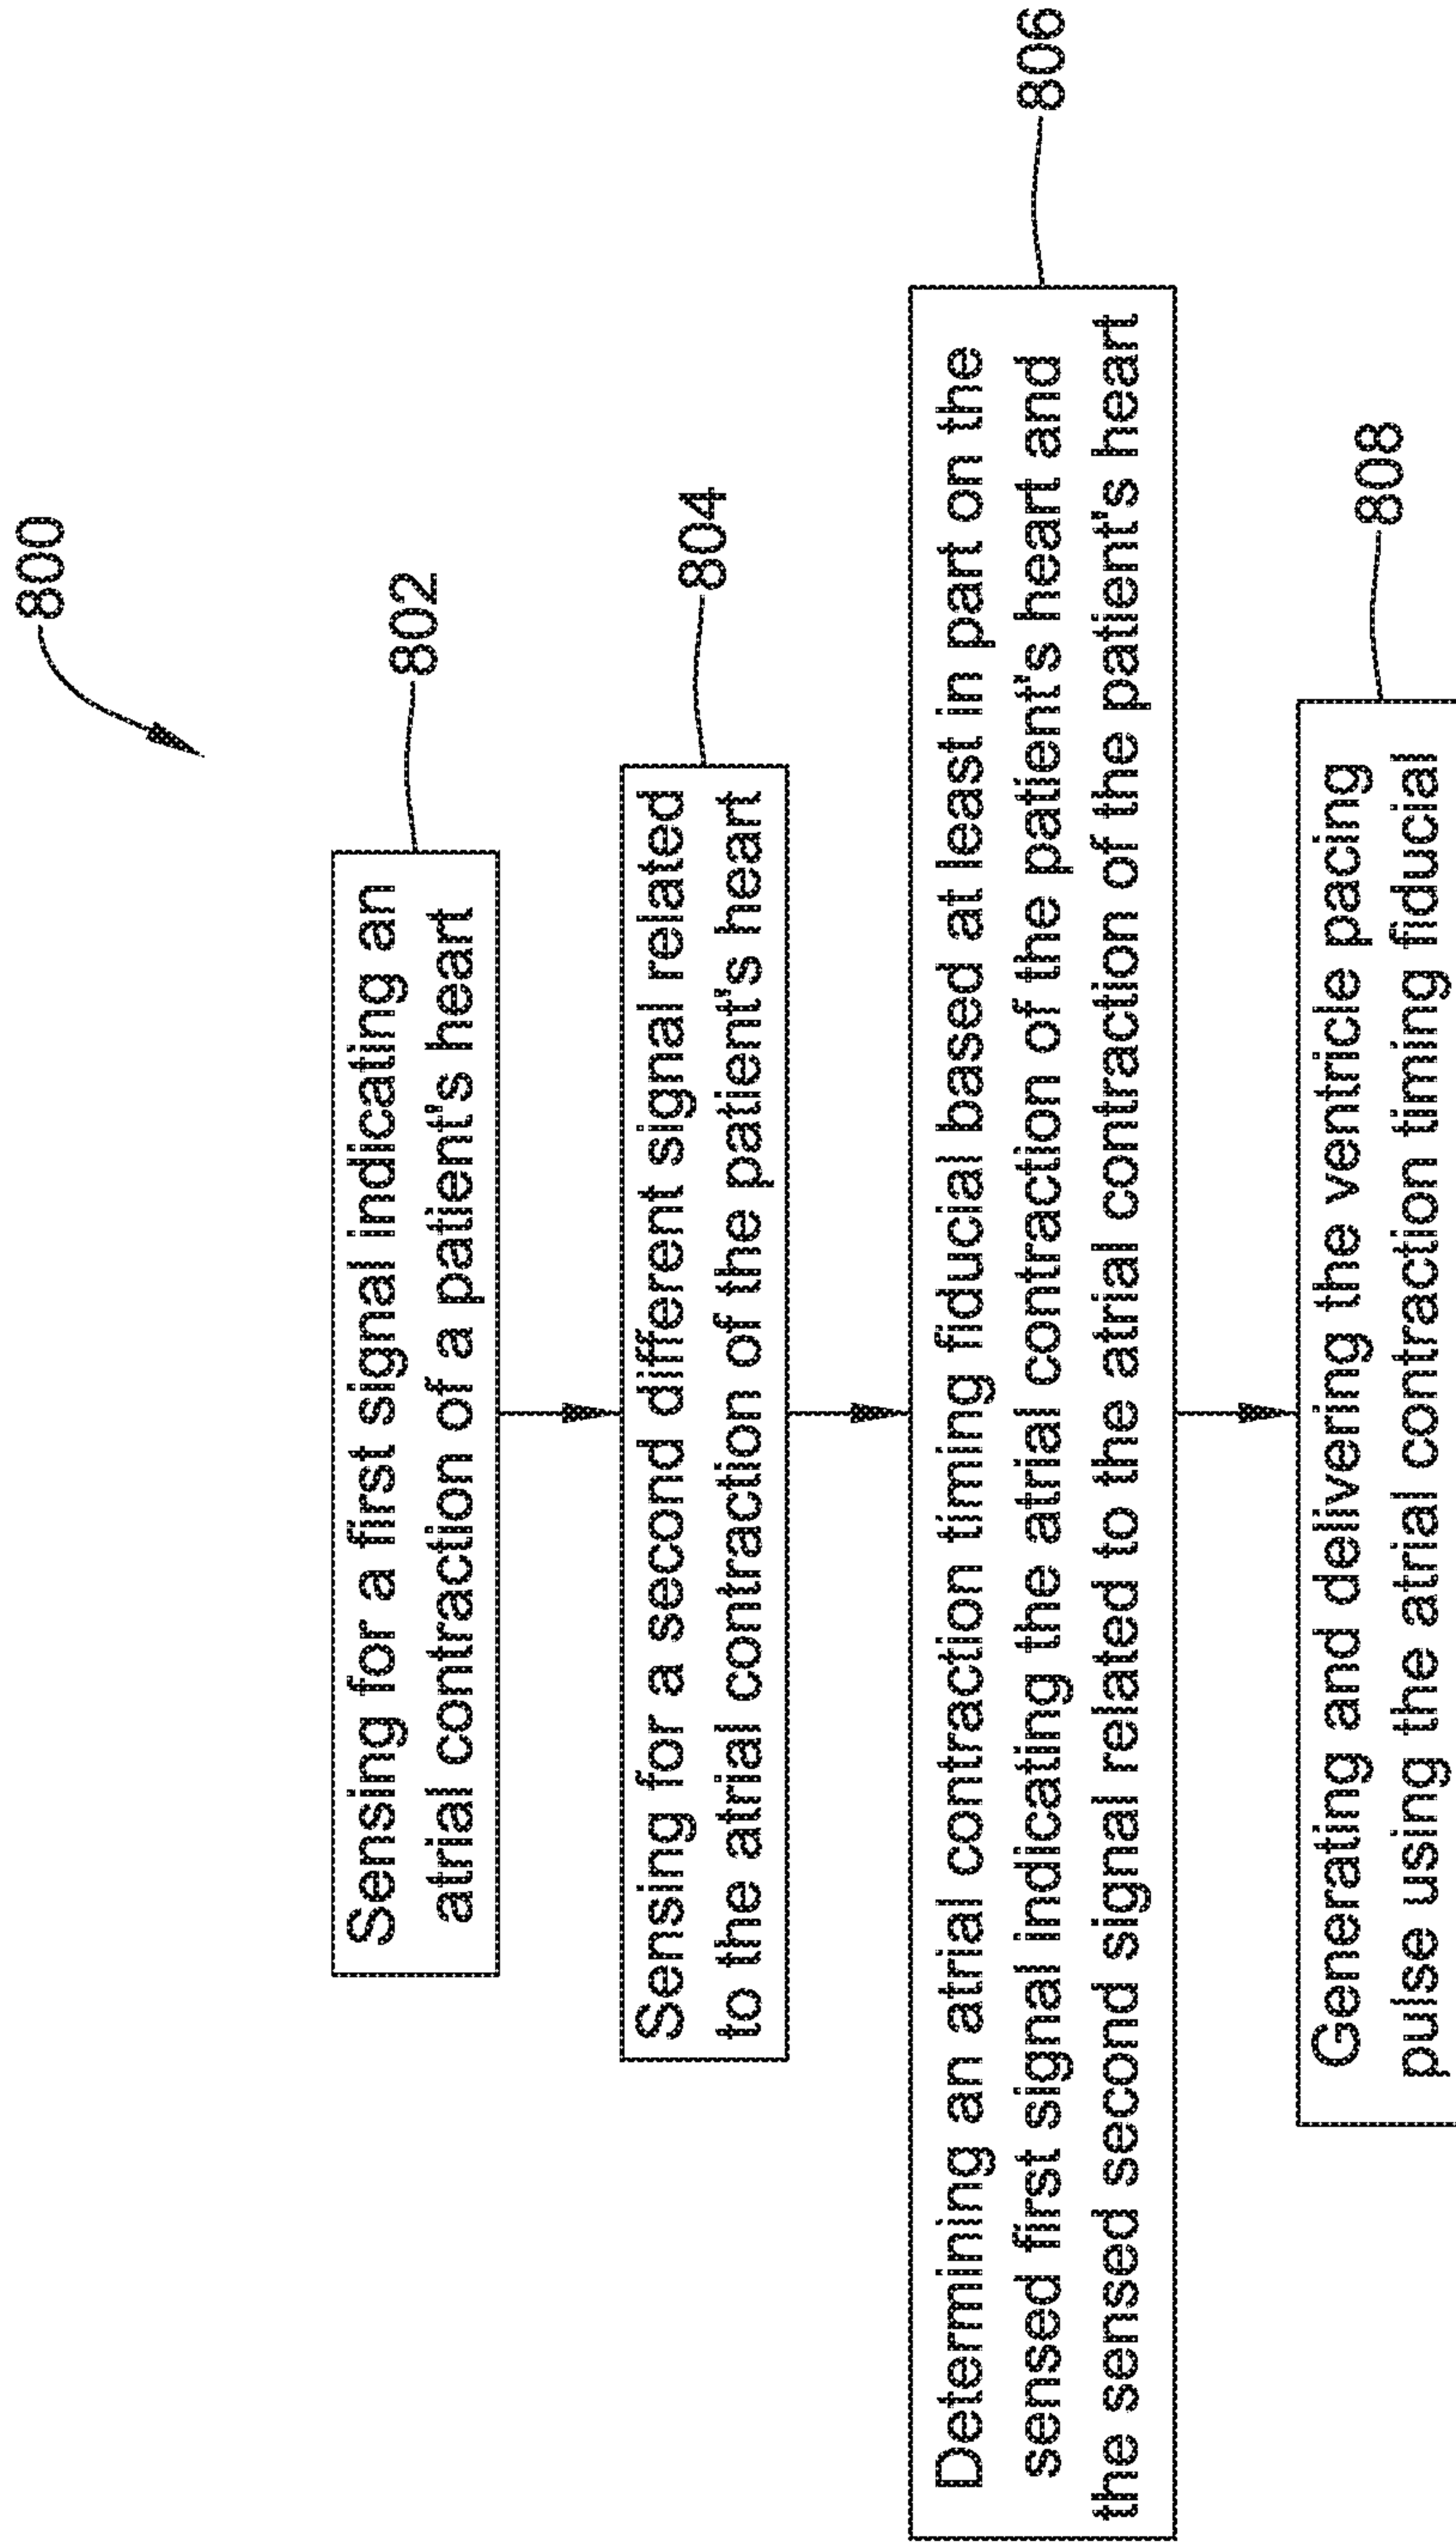 800
802
Sensing for a first signal indicating an
atrial contraction of a patient's heart
804
Sensing for a second different signal related
to the atrial contraction of the patient's heart
806
Determining an atrial contraction timing fiducial based at least in part on the
sensed first signal indicating the atrial contraction of the patient's heart and
the sensed second signal related to the atrial contraction of the patient's heart
808
Generating and delivering the ventricle pacing
pulse using the atrial contraction timing fiducial